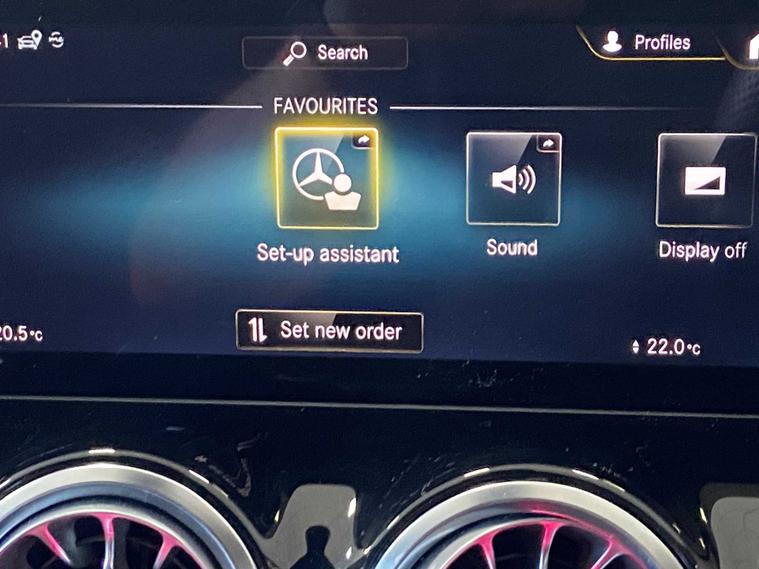 Search
Profiles
FAVOURITES
Set-up assistant
Sound
Display off
Set new order
20.5°C
22.0°C